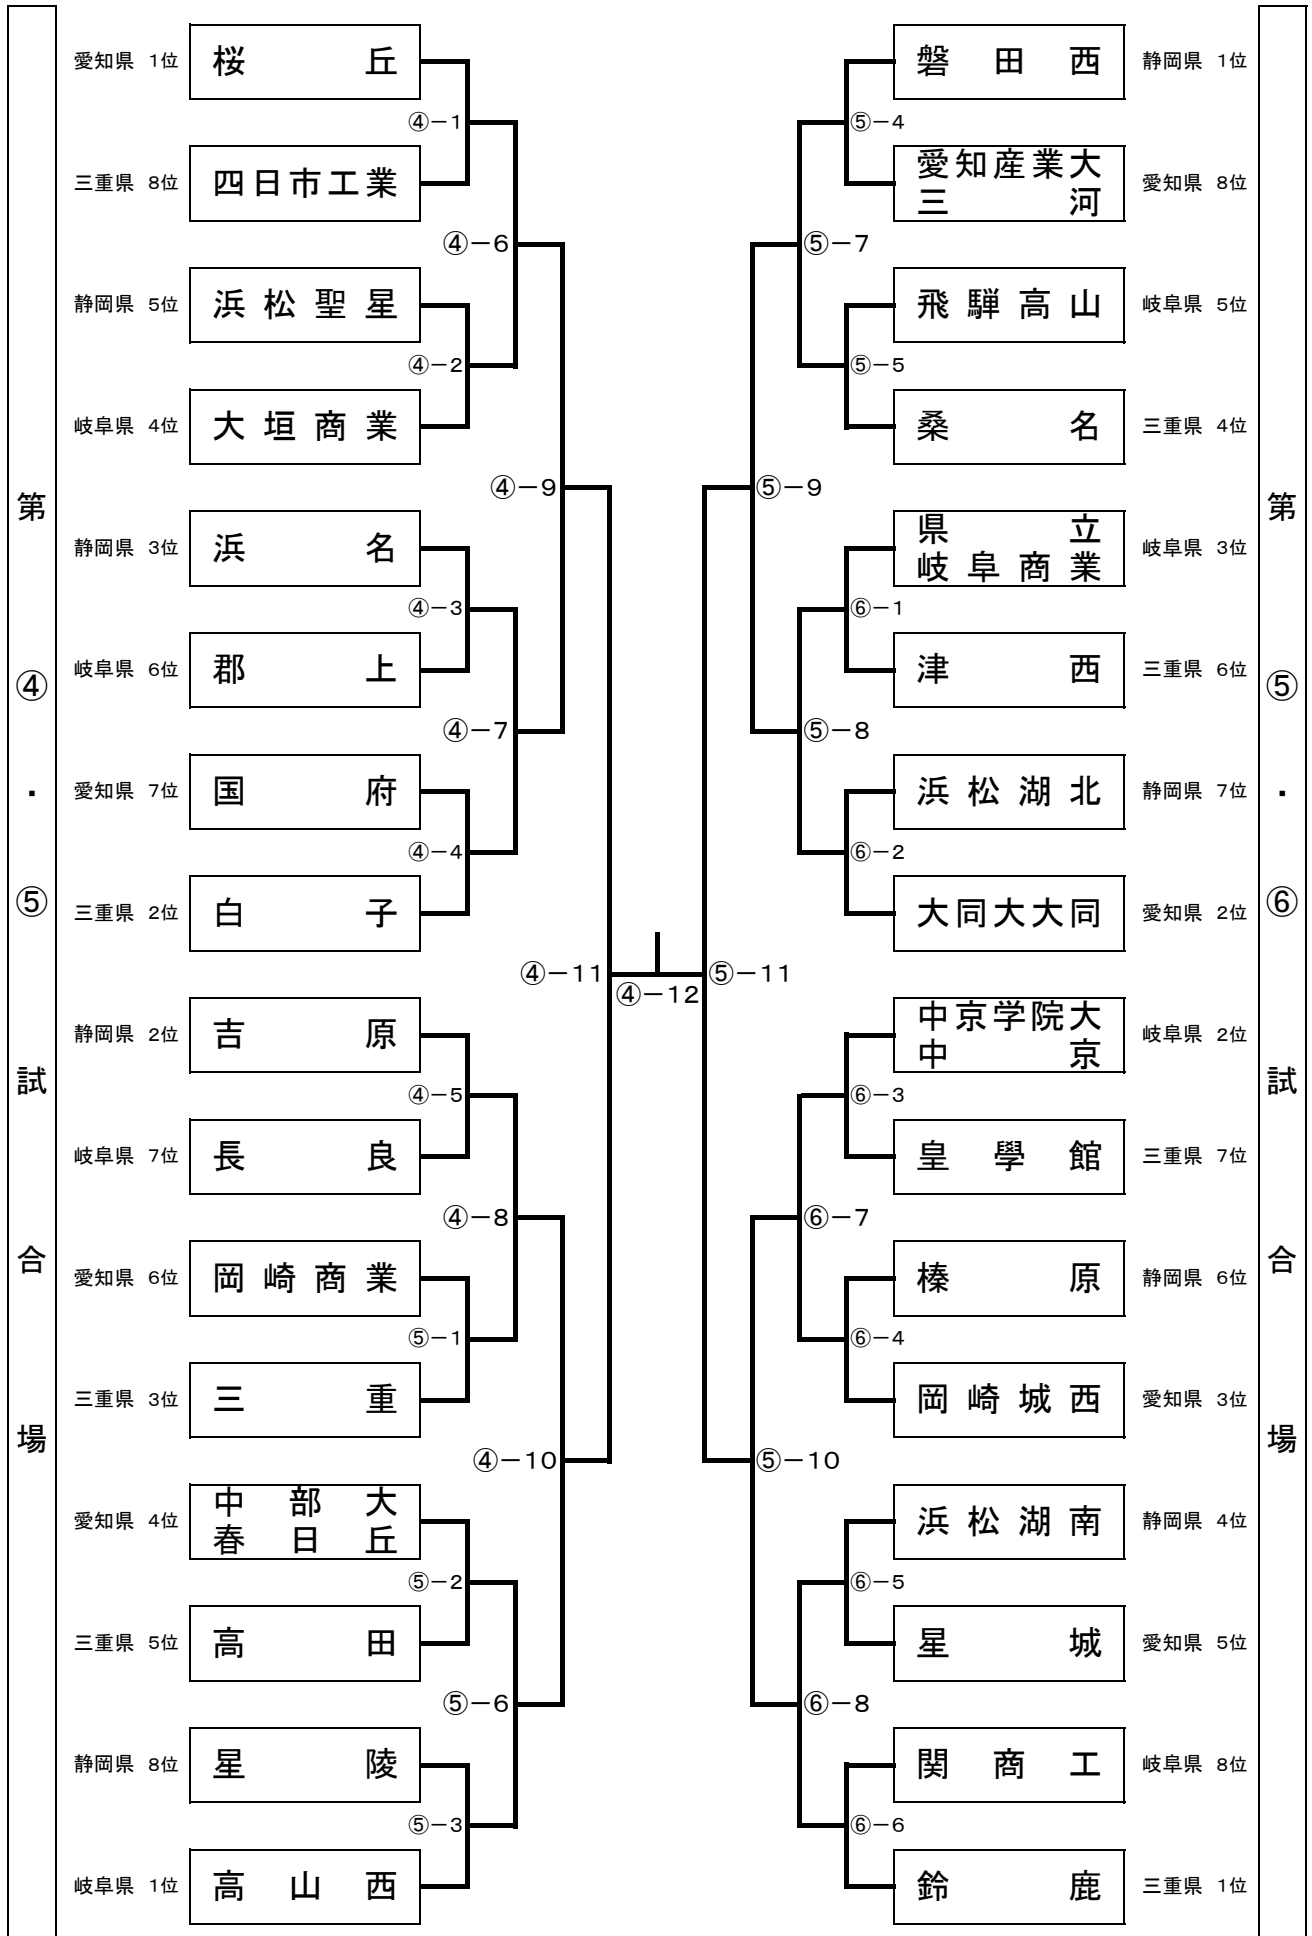 第④・⑤試合場
愛知県 1位 桜丘
④－1
三重県 8位 四日市工業
④－6
静岡県 5位 浜松聖星
④－2
岐阜県 4位 大垣商業
④－9
静岡県 3位 浜名
④－3
岐阜県 6位 郡上
④－7
愛知県 7位 国府
④－4
三重県 2位 白子
④－11
④－12
静岡県 2位 吉原
④－5
岐阜県 7位 長良
④－8
愛知県 6位 岡崎商業
⑤－1
三重県 3位 三重
④－10
愛知県 4位 中部大
春日丘
⑤－2
三重県 5位 高田
⑤－6
静岡県 8位 星陵
⑤－3
岐阜県 1位 高山西
磐田西 静岡県 1位
⑤－4
愛知産業大
三河 愛知県 8位
⑤－7
飛騨高山 岐阜県 5位
⑤－5
桑名 三重県 4位
⑤－9
県立
岐阜商業 岐阜県 3位
⑥－1
津西 三重県 6位
⑤－8
浜松湖北 静岡県 7位
⑥－2
大同大大同 愛知県 2位
⑤－11
中京学院大
中京 岐阜県 2位
⑥－3
皇學館 三重県 7位
⑥－7
榛原 静岡県 6位
⑥－4
岡崎城西 愛知県 3位
⑤－10
浜松湖南 静岡県 4位
⑥－5
星城 愛知県 5位
⑥－8
関商工 岐阜県 8位
⑥－6
鈴鹿 三重県 1位
第⑤・⑥試合場